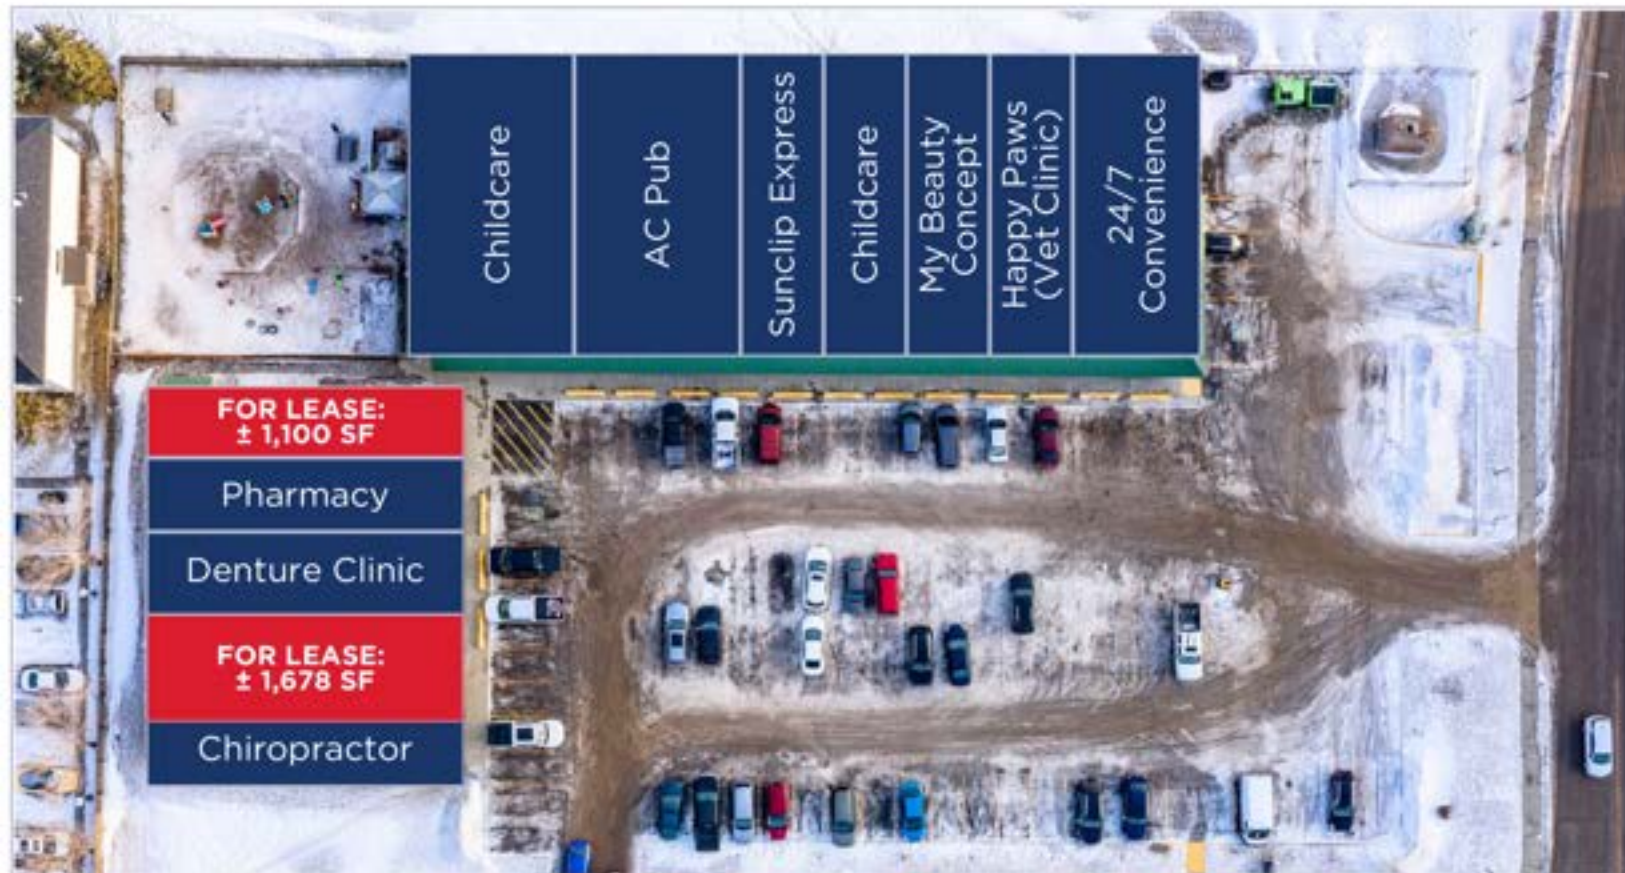 Childcare
AC Pub
Sunclip Express
Childcare
My Beauty
Concept
Happy Paws
(Vet Clinic)
24/7
Convenience
FOR LEASE:
± 1,100 SF
Pharmacy
Denture Clinic
FOR LEASE:
± 1,678 SF
Chiropractor